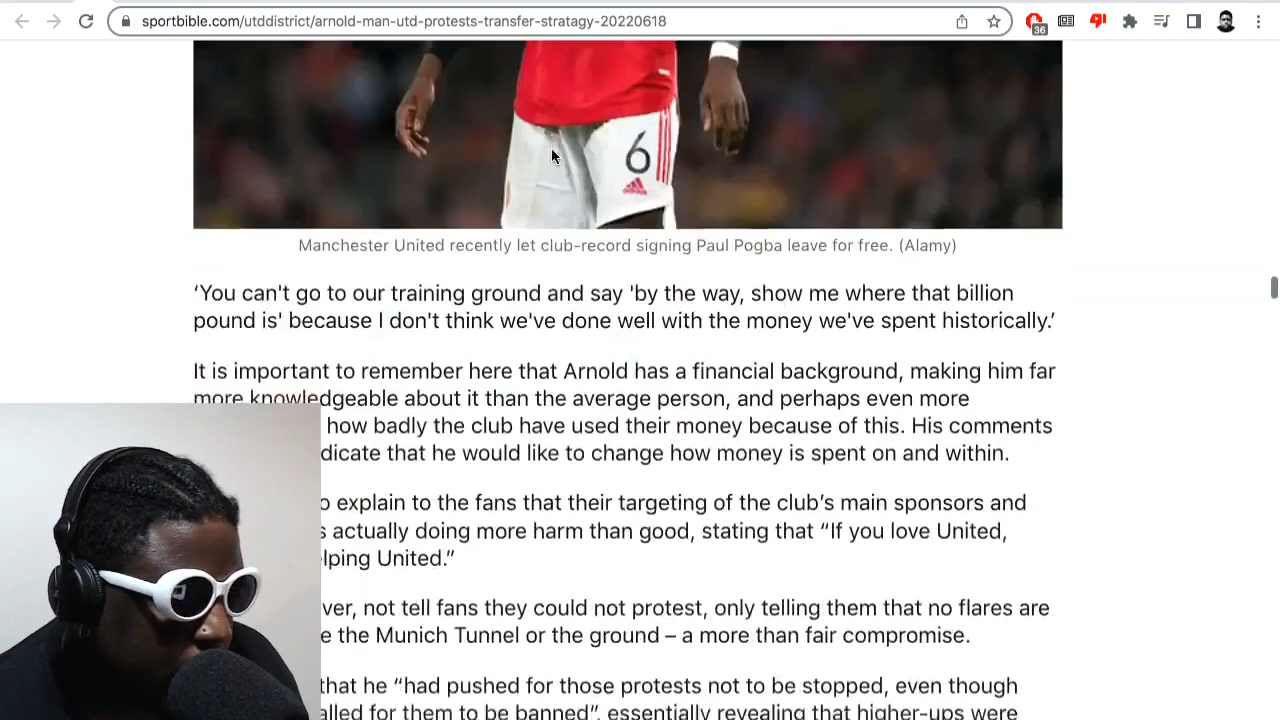 sportbible.com/utddistrict/arnold-man-utd-protests-transfer-stratagy-20220618
36
6
Manchester United recently let club-record signing Paul Pogba leave for free. (Alamy)
‘You can't go to our training ground and say 'by the way, show me where that billion
pound is' because I don't think we've done well with the money we've spent historically.’
It is important to remember here that Arnold has a financial background, making him far
more knowledgeable about it than the average person, and perhaps even more
how badly the club have used their money because of this. His comments
dicate that he would like to change how money is spent on and within.
o explain to the fans that their targeting of the club’s main sponsors and
s actually doing more harm than good, stating that “If you love United,
lping United.”
ver, not tell fans they could not protest, only telling them that no flares are
e the Munich Tunnel or the ground – a more than fair compromise.
that he “had pushed for those protests not to be stopped, even though
alled for them to be banned”, essentially revealing that higher-ups were